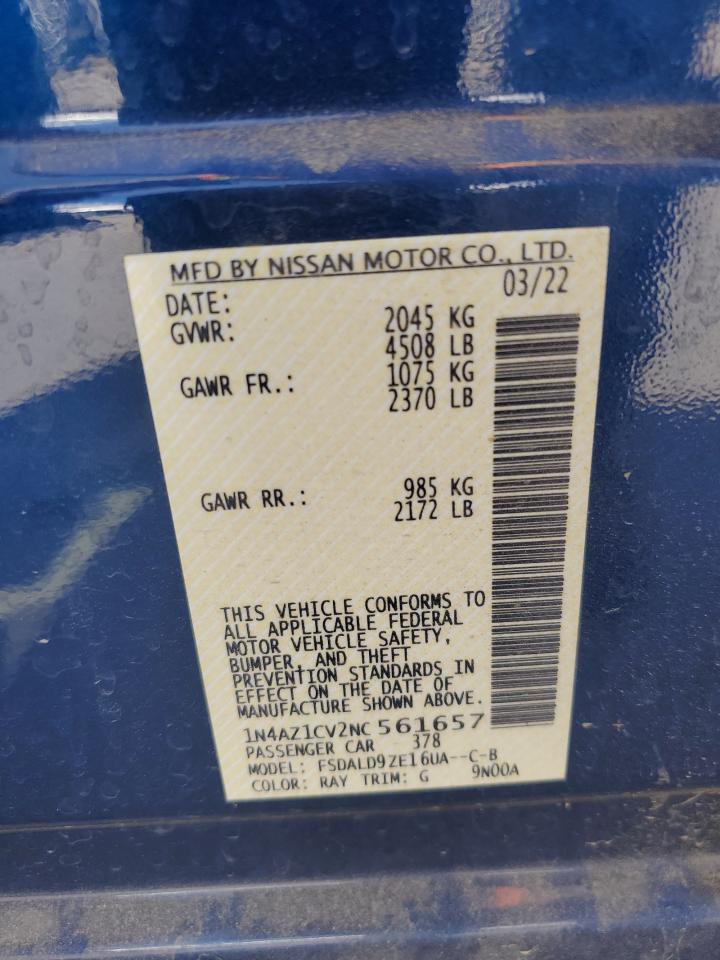 MFD BY NISSAN MOTOR CO., LTD.
DATE: 03/22
GVWR: 2045 KG
4508 LB
GAWR FR.: 1075 KG
2370 LB
GAWR RR.: 985 KG
2172 LB
THIS VEHICLE CONFORMS TO
ALL APPLICABLE FEDERAL
MOTOR VEHICLE SAFETY,
BUMPER, AND THEFT
PREVENTION STANDARDS IN
EFFECT ON THE DATE OF
MANUFACTURE SHOWN ABOVE.
1N4AZ1CV2NC 561657
PASSENGER CAR 378
MODEL: FSDALD9ZE16UA--C-B
COLOR: RAY TRIM: G 9N00A